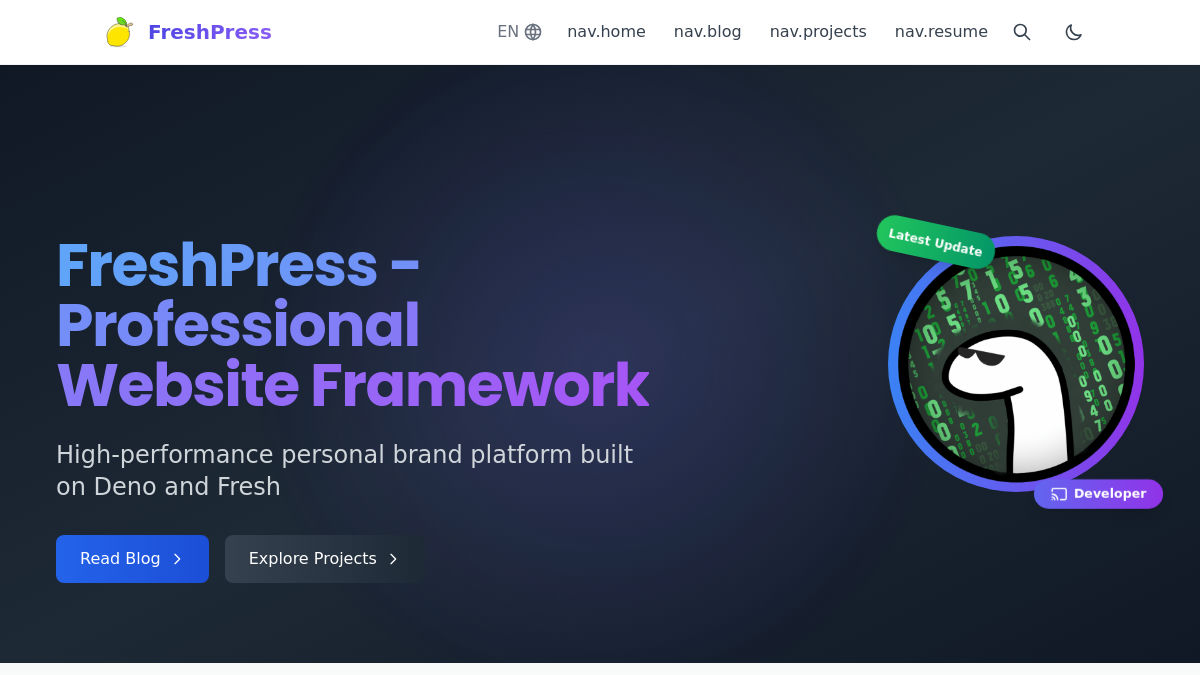 FreshPress
EN
nav.home
nav.blog
nav.projects
nav.resume
FreshPress -
Professional
Website Framework
High-performance personal brand platform built
on Deno and Fresh
Read Blog
Explore Projects
Latest Update
Developer